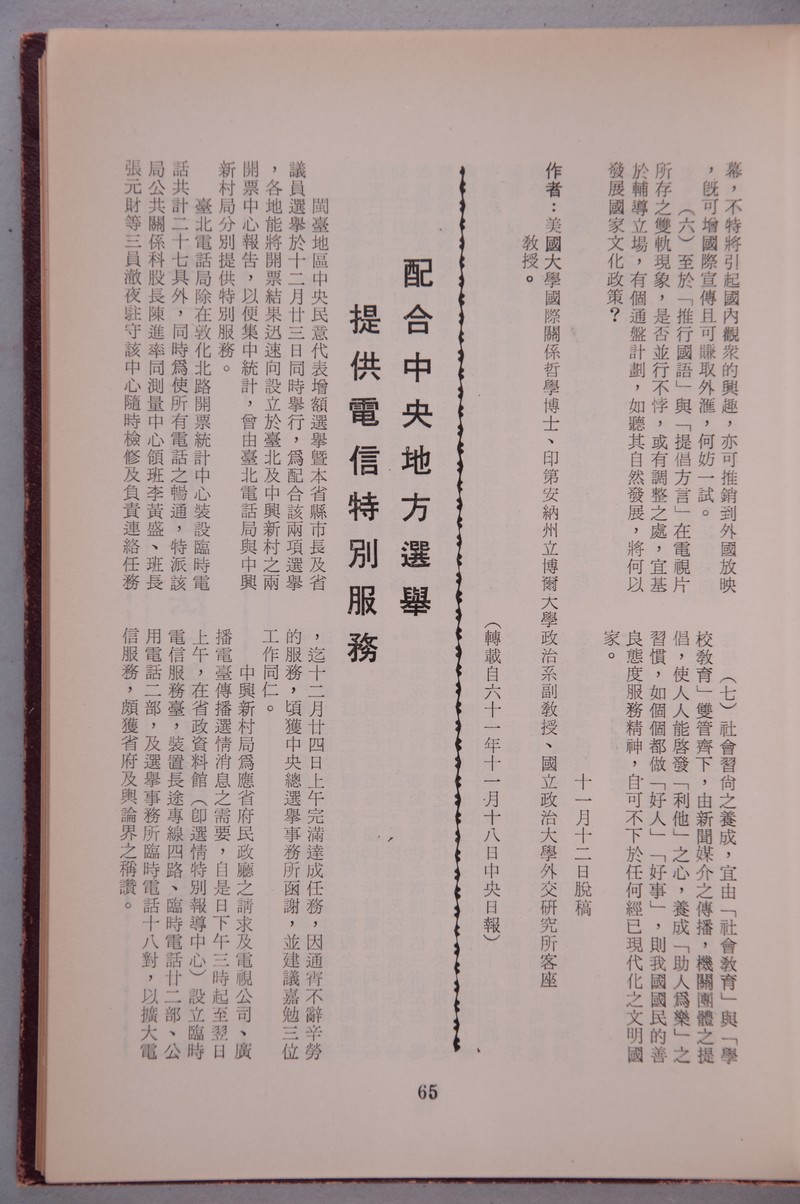 幕，不特將引起國內觀衆的興趣，亦可推銷到外國放映
，旣可增國際宣傳且可賺取外滙，何妨一試。
（六）至於「推行國語」與「提倡方言」在電視片
所存之雙軌現象，是否並行不悖，或有調整之處，宜基
於輔導立場，有個通盤計劃，如聽其自然發展，將何以
發展國家文化政策？
（七）社會習尙之養成，宜由「社會敎育」與「學
校敎育」雙管齊下，由新聞媒介之傳播，機關團體之提
倡，使人人能啓發「利他」之心，養成「助人爲樂」之
習慣，如個個都做「好人」「好事」，則我國國民的善
良態度服務精神，自可不下於任何經已現代化之文明國
家。
十一月十二日脫稿
作者：美國大學國際關係哲學博士、印第安納州立博爾大學政治系副敎授、國立政治大學外交研究所客座
敎授。
（轉載自六十一年十一月十八日中央日報）
配合中央地方選舉
提供電信特別服務
閩臺地區中央民意代表增額選舉暨本省縣市長及省
議員選舉於十二月廿三日同時舉行，爲配合該兩項選舉
，各地能將開票結果迅速向設立於臺北及中興新村之兩
開票中心報告，以便集中統計，曾由臺北電話局與中興
新村局分別提供特別服務。
臺北電話局除在敦化北路開票統計中心裝設臨時電
話共計二十七具外，同時爲使所有電話之暢通，特派該
局公共關係科股長陳進率同測量中心領班李黃盛、班長
張元財等三員澈夜駐守該中心隨時檢修及負責連絡任務
，迄十二月廿四日上午完滿達成任務，因通宵不辭辛勞
的服務，頃獲中央總選舉事務所函謝，並建議嘉勉三位
工作同仁。
中興新村局爲應省府民政廳之請求及電視公司、廣
播電臺傳播選情消息之需要，自是日下午三時起至翌日
上午，在省政資料館（卽選情特別報導中心）設立臨時
電信服務臺，裝置長途專線四路、臨時電話廿二部、公
用電話二部，及選舉事務所臨時電話十八對，以擴大電
信服務，頗獲省府及輿論界之稱讚。
65